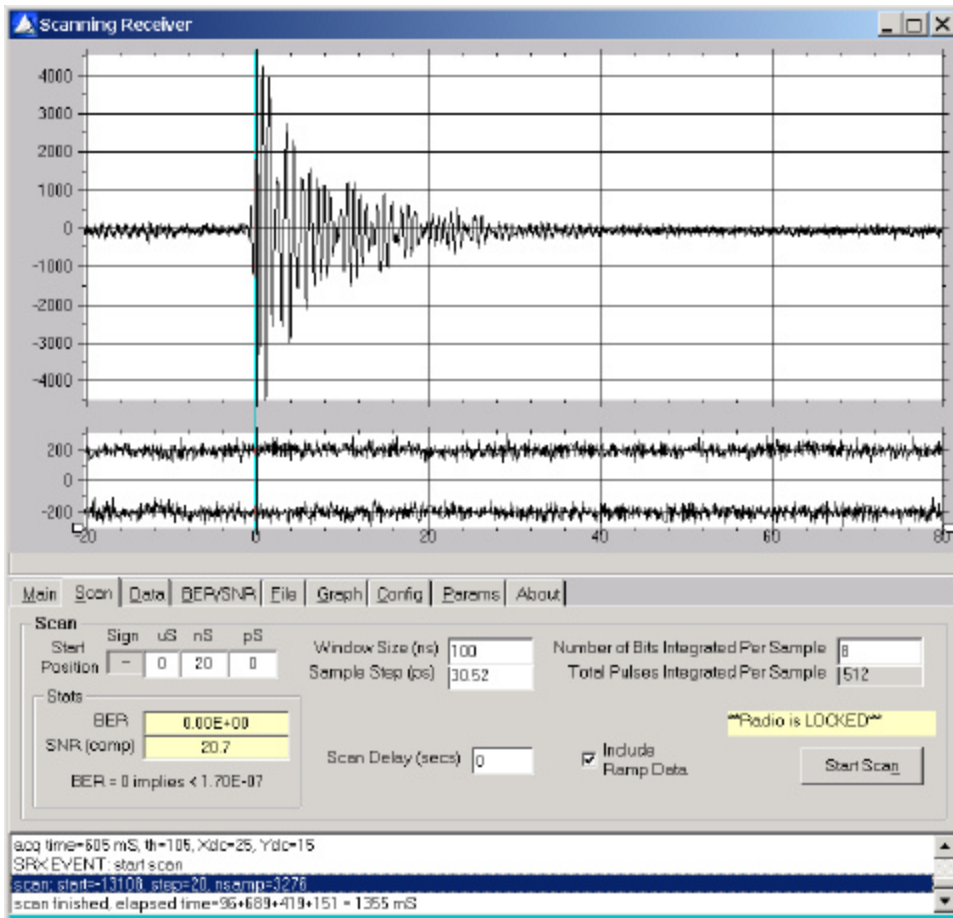 Scanning Receiver
4000
3000
2000
1000
0
-1000
-2000
-3000
-4000
200
0
-200
-20 0 20 40 60 80
Main Scan Data BER/SNR File Graph Config Params About
Scan
Sign uS nS pS
Start Position - 0 20 0
Window Size (ns) 100
Sample Step (ps) 30.52
Number of Bits Integrated Per Sample 8
Total Pulses Integrated Per Sample 512
Stats
BER 0.00E+00
SNR (comp) 20.7
BER = 0 implies < 1.70E-07
Scan Delay (secs) 0
Include Ramp Data
**Radio is LOCKED**
Start Scan
acq time=605 mS, th=105, Xdc=25, Ydc=15
SRX EVENT: start scan
scan: start=-13108, step=20, nsamp=3276
scan finished, elapsed time=96+689+419+151 = 1355 mS